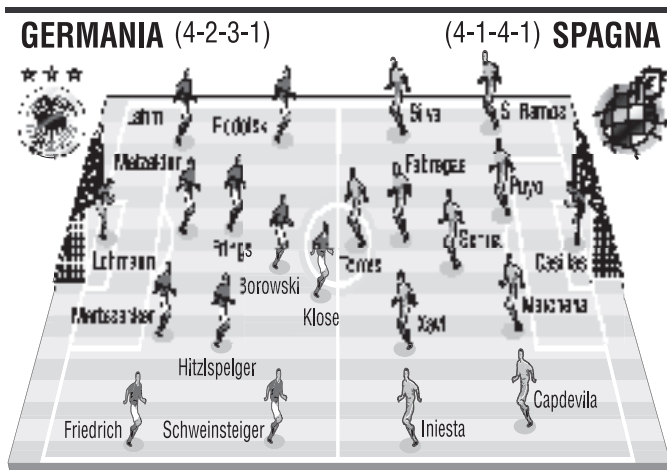 GERMANIA (4-2-3-1)
(4-1-4-1) SPAGNA
Lahm
Podolski
Silva
S. Ramos
Metzelder
Fabregas
Puyol
Lehmann
Frings
Borowski
Klose
Torres
Senna
Casillas
Mertesacker
Xavi
Marchena
Hitzlspelger
Friedrich
Schweinsteiger
Iniesta
Capdevila